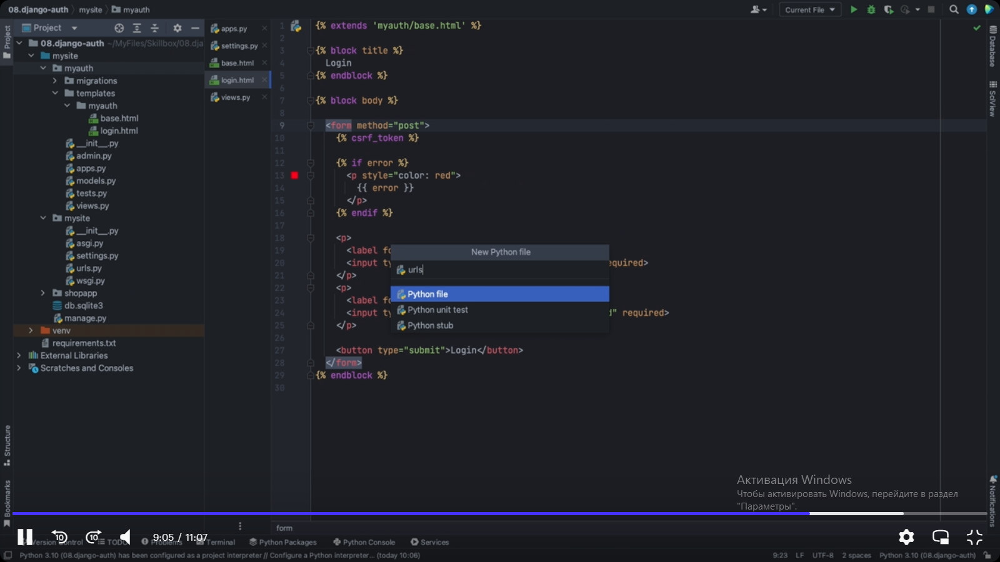 08.django-auth mysite myauth
Current File
Project
Project
08.django-auth ~/MyFiles/Skillbox/08.dja
mysite
myauth
migrations
templates
myauth
base.html
login.html
__init__.py
admin.py
apps.py
models.py
tests.py
views.py
mysite
__init__.py
asgi.py
settings.py
urls.py
wsgi.py
shopapp
db.sqlite3
manage.py
venv
requirements.txt
External Libraries
Scratches and Consoles
Structure
Bookmarks
apps.py
settings.py
base.html
login.html
views.py
1 {% extends 'myauth/base.html' %}
2
3 {% block title %}
4 Login
5 {% endblock %}
6
7 {% block body %}
8
9 <form method="post">
10 {% csrf_token %}
11
12 {% if error %}
13 <p style="color: red">
14 {{ error }}
15 </p>
16 {% endif %}
17
18 <p>
19 <label fo
20 <input ty equired>
21 </p>
22 <p>
23 <label fo
24 <input ty d" required>
25 </p>
26
27 <button type="submit">Login</button>
28 </form>
29 {% endblock %}
30
New Python file
urls
Python file
Python unit test
Python stub
Database
SciView
Notifications
Активация Windows
Чтобы активировать Windows, перейдите в раздел
"Параметры".
form
10 10 9:05 / 11:07
Version Control TODO Problems Terminal Python Packages Python Console Services
Python 3.10 (08.django-auth) has been configured as a project interpreter // Configure a Python interpreter... (today 10:06)
9:23 LF UTF-8 2 spaces Python 3.10 (08.django-auth)